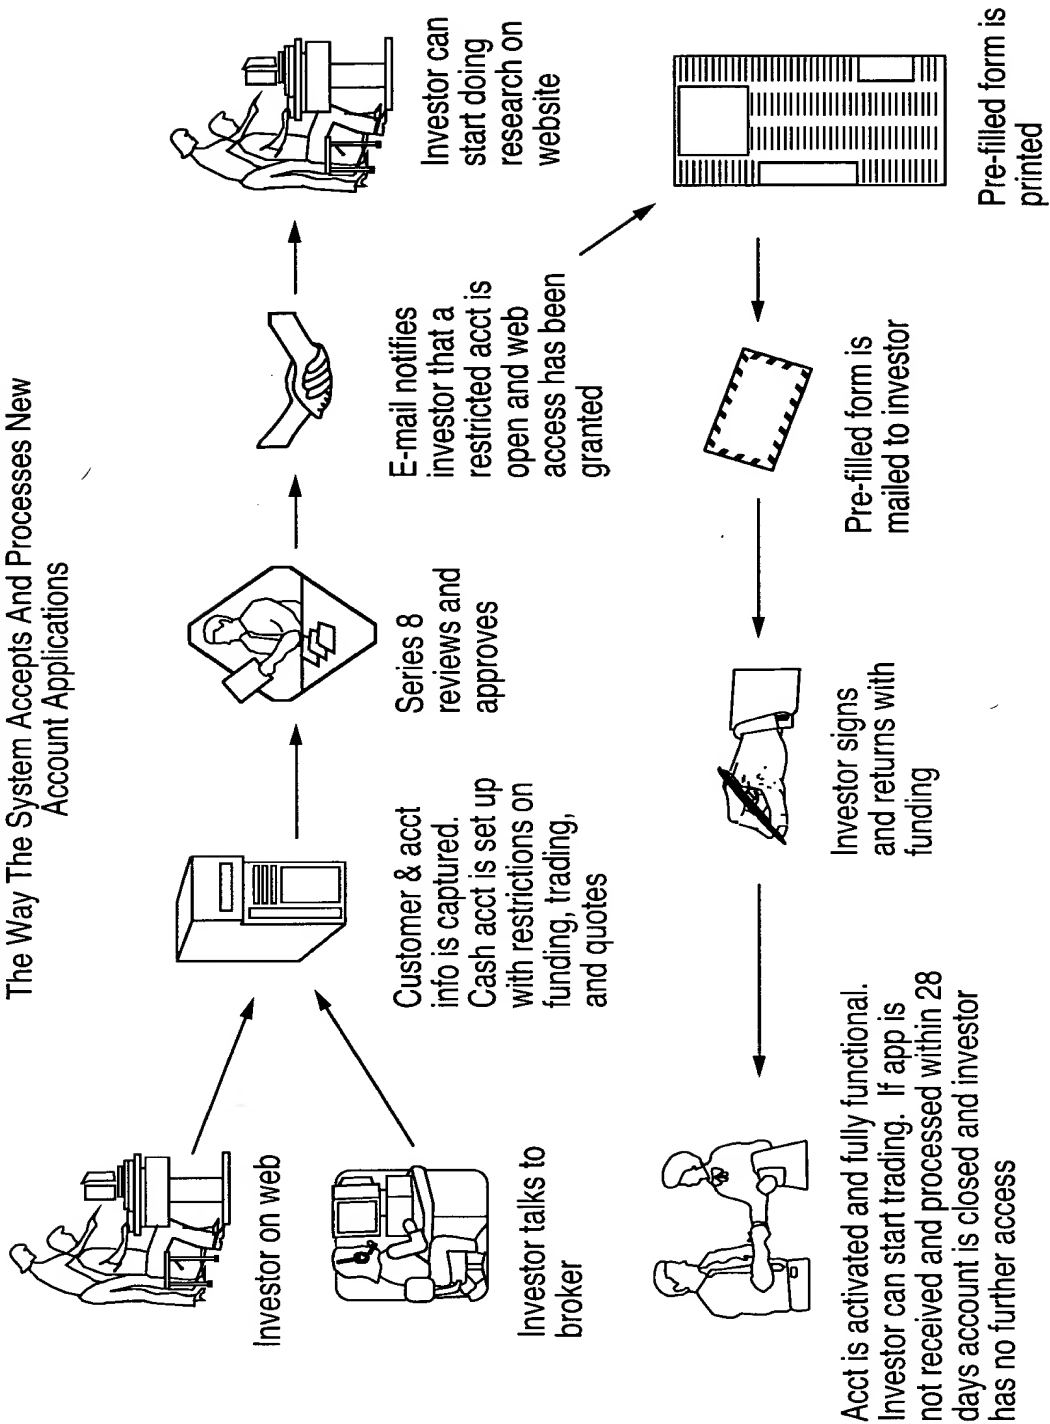 The Way The System Accepts And Processes New
Account Applications
Investor on web
Investor talks to
broker
Customer & acct
info is captured.
Cash acct is set up
with restrictions on
funding, trading,
and quotes
Series 8
reviews and
approves
E-mail notifies
investor that a
restricted acct is
open and web
access has been
granted
Investor can
start doing
research on
website
Pre-filled form is
printed
Pre-filled form is
mailed to investor
Investor signs
and returns with
funding
Acct is activated and fully functional.
Investor can start trading. If app is
not received and processed within 28
days account is closed and investor
has no further access